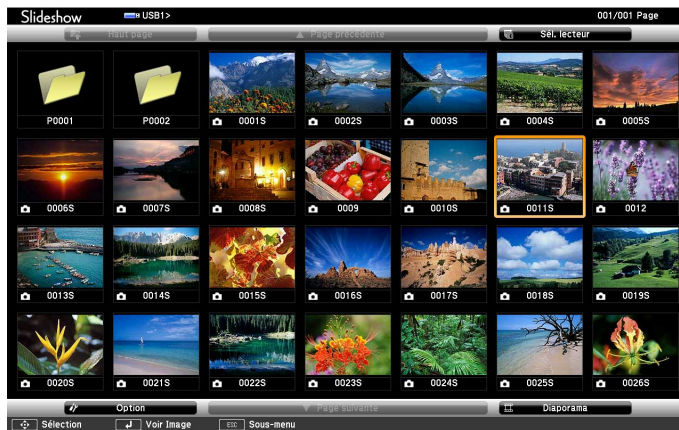 Slideshow USB1> 001/001 Page
Haut page Page précédente Sél. lecteur
P0001 P0002 0001S 0002S 0003S 0004S 0005S
0006S 0007S 0008S 0009 0010S 0011S 0012
0013S 0014S 0015S 0016S 0017S 0018S 0019S
0020S 0021S 0022S 0023S 0024S 0025S 0026S
Option Page suivante Diaporama
Sélection Voir Image ESC Sous-menu